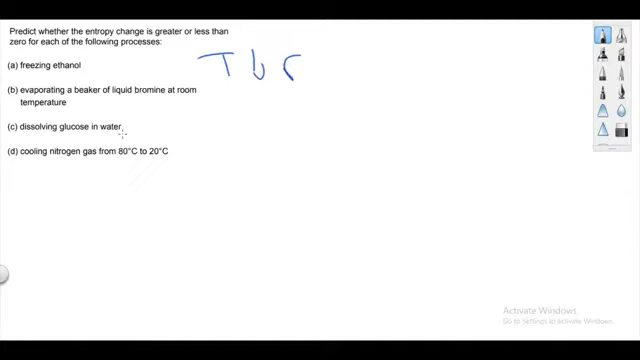 Predict whether the entropy change is greater or less than
zero for each of the following processes:
(a) freezing ethanol
(b) evaporating a beaker of liquid bromine at room
temperature
(c) dissolving glucose in water
(d) cooling nitrogen gas from 80°C to 20°C
Activate Windows
Go to Settings to Activate Windows.